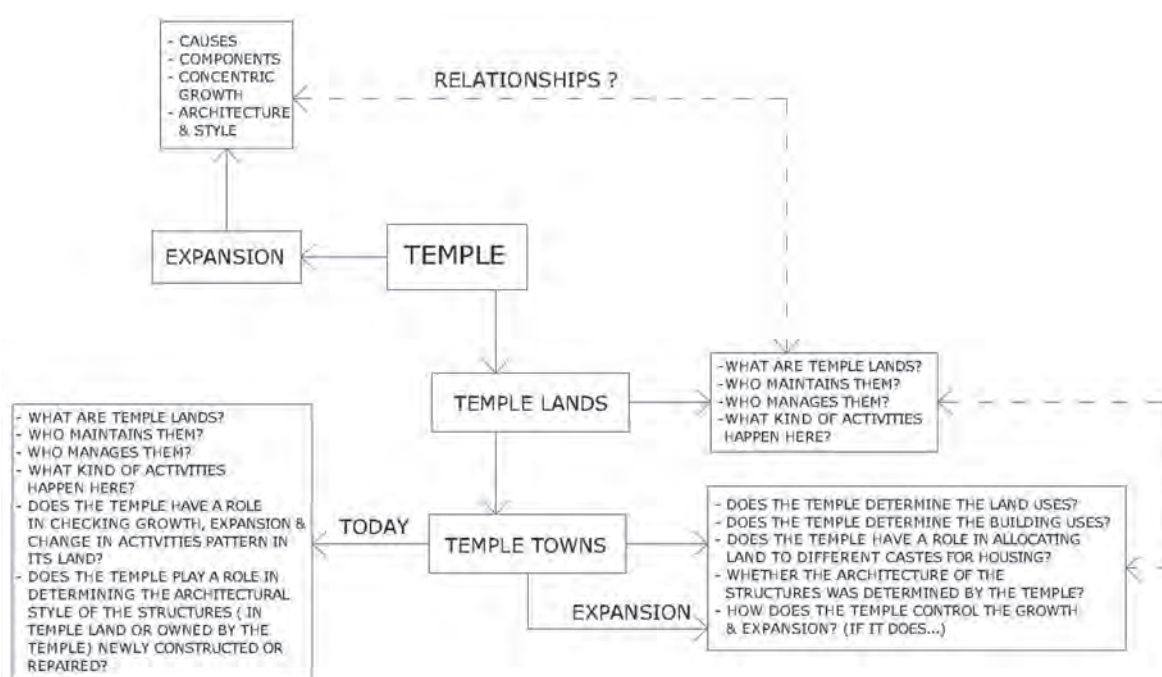 - CAUSES
- COMPONENTS
- CONCENTRIC
GROWTH
- ARCHITECTURE
& STYLE
RELATIONSHIPS ?
EXPANSION
TEMPLE
TEMPLE LANDS
-WHAT ARE TEMPLE LANDS?
-WHO MAINTAINS THEM?
-WHO MANAGES THEM?
-WHAT KIND OF ACTIVITIES
HAPPEN HERE?
- WHAT ARE TEMPLE LANDS?
- WHO MAINTAINS THEM?
- WHO MANAGES THEM?
- WHAT KIND OF ACTIVITIES
HAPPEN HERE?
- DOES THE TEMPLE HAVE A ROLE
IN CHECKING GROWTH, EXPANSION &
CHANGE IN ACTIVITIES PATTERN IN
ITS LAND?
- DOES THE TEMPLE PLAY A ROLE IN
DETERMINING THE ARCHITECTURAL
STYLE OF THE STRUCTURES ( IN
TEMPLE LAND OR OWNED BY THE
TEMPLE) NEWLY CONSTRUCTED OR
REPAIRED?
TODAY
TEMPLE TOWNS
EXPANSION
- DOES THE TEMPLE DETERMINE THE LAND USES?
- DOES THE TEMPLE DETERMINE THE BUILDING USES?
- DOES THE TEMPLE HAVE A ROLE IN ALLOCATING
LAND TO DIFFERENT CASTES FOR HOUSING?
- WHETHER THE ARCHITECTURE OF THE
STRUCTURES WAS DETERMINED BY THE TEMPLE?
- HOW DOES THE TEMPLE CONTROL THE GROWTH
& EXPANSION? (IF IT DOES...)